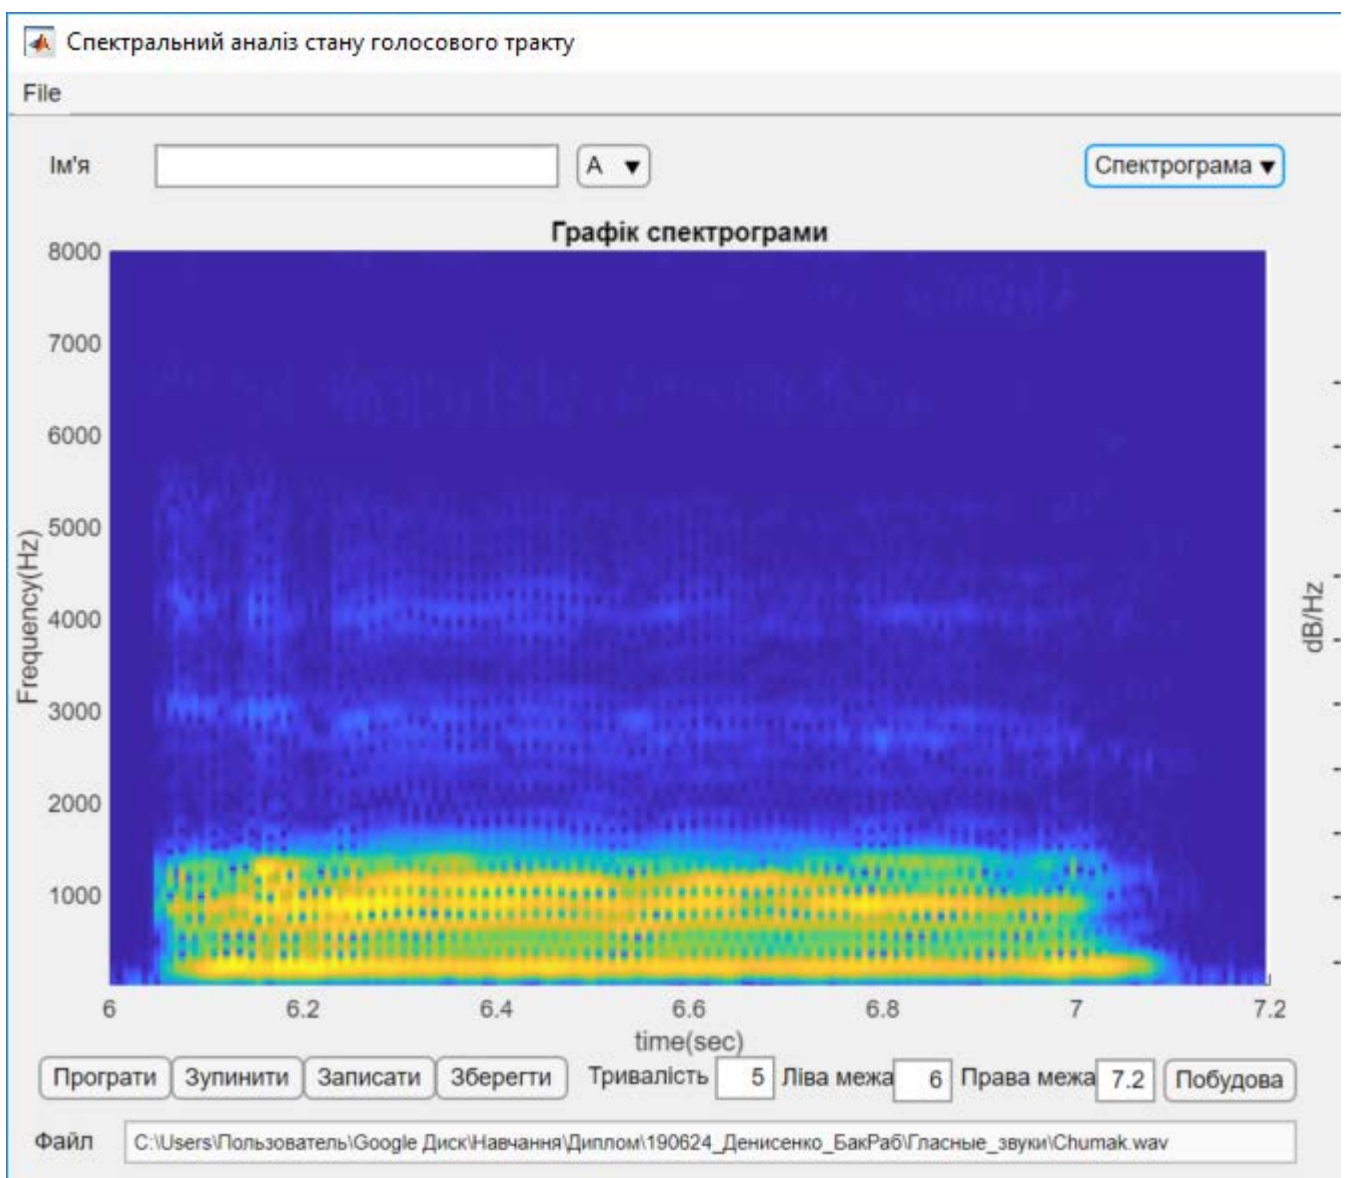 Спектральний аналіз стану голосового тракту
File
Ім'я A Спектрограма
Графік спектрограми
8000
7000
6000
5000
4000
3000
2000
1000
Frequency(Hz)
dB/Hz
6 6.2 6.4 6.6 6.8 7 7.2
time(sec)
Програти Зупинити Записати Зберегти Тривалість 5 Ліва межа 6 Права межа 7.2 Побудова
Файл C:\Users\Пользователь\Google Диск\Навчання\Диплом\190624_Денисенко_БакРаб\Гласные_звуки\Chumak.wav